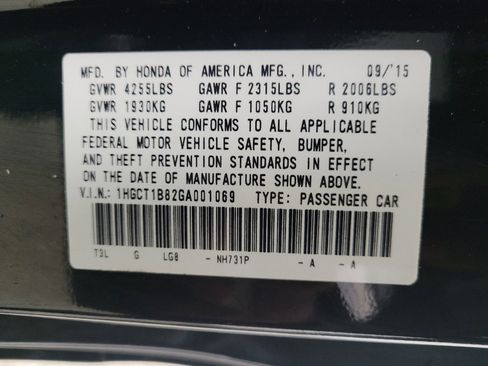 MFD. BY HONDA OF AMERICA MFG., INC. 09/'15
GVWR 4255LBS GAWR F 2315LBS R 2006LBS
GVWR 1930KG GAWR F 1050KG R 910KG
THIS VEHICLE CONFORMS TO ALL APPLICABLE
FEDERAL MOTOR VEHICLE SAFETY, BUMPER,
AND THEFT PREVENTION STANDARDS IN EFFECT
ON THE DATE OF MANUFACTURE SHOWN ABOVE.
V.I.N.: 1HGCT1B82GA001069 TYPE: PASSENGER CAR
T3L G LG8 - NH731P - A - A